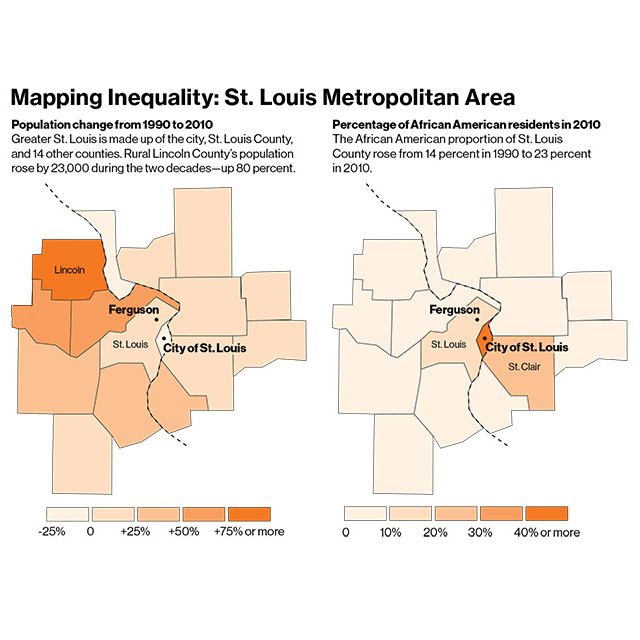 Mapping Inequality: St. Louis Metropolitan Area
Population change from 1990 to 2010
Greater St. Louis is made up of the city, St. Louis County,
and 14 other counties. Rural Lincoln County's population
rose by 23,000 during the two decades—up 80 percent.
Lincoln
Ferguson
St. Louis
City of St. Louis
-25% 0 +25% +50% +75% or more
Percentage of African American residents in 2010
The African American proportion of St. Louis
County rose from 14 percent in 1990 to 23 percent
in 2010.
Ferguson
St. Louis
City of St. Louis
St. Clair
0 10% 20% 30% 40% or more